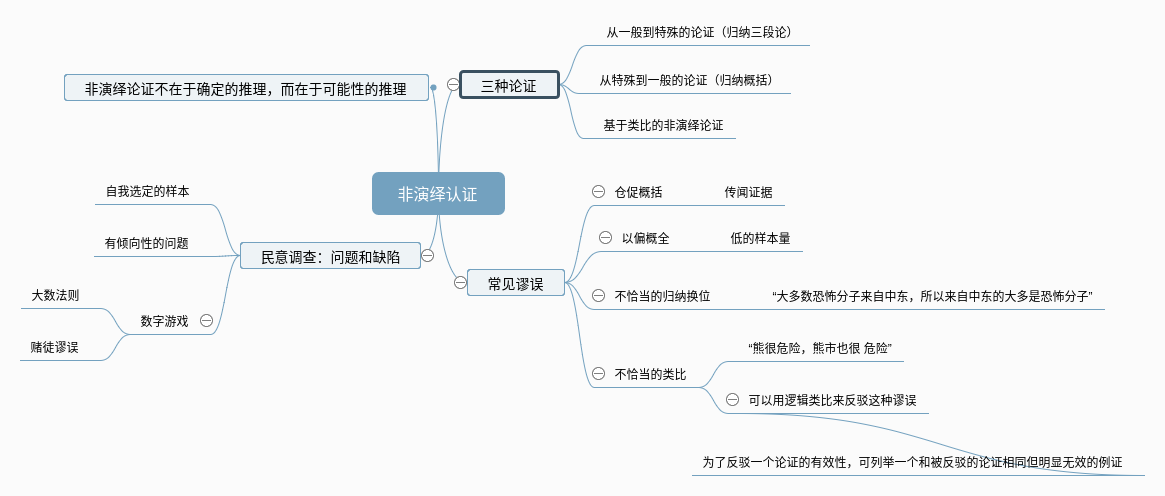 非演绎认证
非演绎论证不在于确定的推理，而在于可能性的推理
三种论证
从一般到特殊的论证（归纳三段论）
从特殊到一般的论证（归纳概括）
基于类比的非演绎论证
常见谬误
仓促概括
传闻证据
以偏概全
低的样本量
不恰当的归纳换位
“大多数恐怖分子来自中东，所以来自中东的大多是恐怖分子”
不恰当的类比
“熊很危险，熊市也很 危险”
可以用逻辑类比来反驳这种谬误
为了反驳一个论证的有效性，可列举一个和被反驳的论证相同但明显无效的例证
民意调查：问题和缺陷
自我选定的样本
有倾向性的问题
数字游戏
大数法则
赌徒谬误